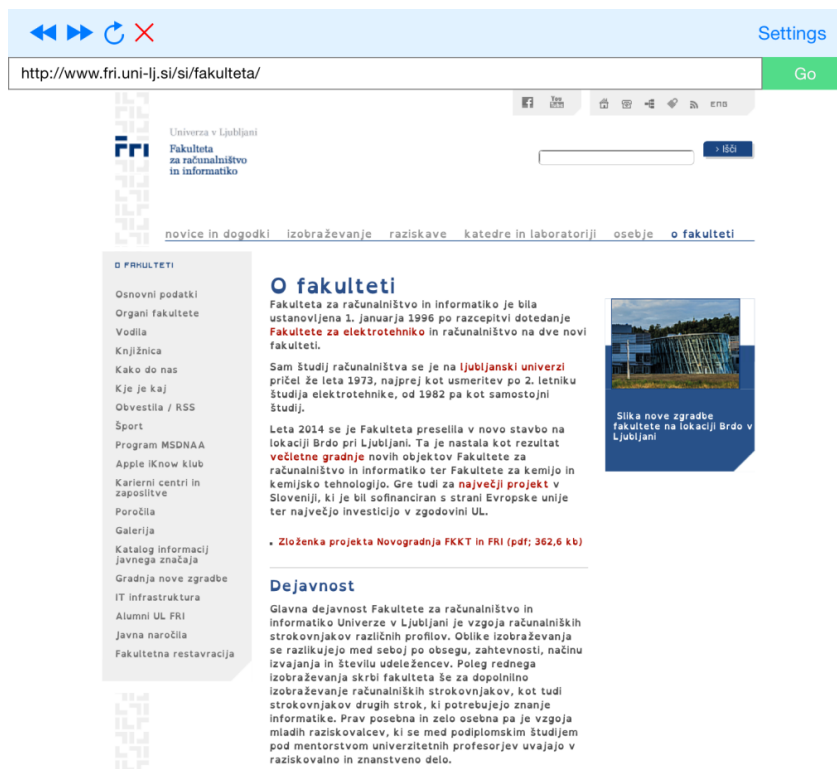 Settings
http://www.fri.uni-lj.si/si/fakulteta/
Go
You
Tube
ENG
Univerza v Ljubljani
Fri
Fakulteta
za računalništvo
in informatiko
› Išči
novice in dogodki izobraževanje raziskave katedre in laboratoriji osebje o fakulteti
O FAKULTETI
Osnovni podatki
Organi fakultete
Vodila
Knjižnica
Kako do nas
Kje je kaj
Obvestila / RSS
Šport
Program MSDNAA
Apple iKnow klub
Karierni centri in
zaposlitve
Poročila
Galerija
Katalog informacij
javnega značaja
Gradnja nove zgradbe
IT infrastruktura
Alumni UL FRI
Javna naročila
Fakultetna restavracija
O fakulteti
Fakulteta za računalništvo in informatiko je bila
ustanovljena 1. januarja 1996 po razcepitvi dotedanje
Fakultete za elektrotehniko in računalništvo na dve novi
fakulteti.
Sam študij računalništva se je na ljubljanski univerzi
pričel že leta 1973, najprej kot usmeritev po 2. letniku
študija elektrotehnike, od 1982 pa kot samostojni
študij.
Leta 2014 se je Fakulteta preselila v novo stavbo na
lokaciji Brdo pri Ljubljani. Ta je nastala kot rezultat
večletne gradnje novih objektov Fakultete za
računalništvo in informatiko ter Fakultete za kemijo in
kemijsko tehnologijo. Gre tudi za največji projekt v
Sloveniji, ki je bil sofinanciran s strani Evropske unije
ter največjo investicijo v zgodovini UL.
Zloženka projekta Novogradnja FKKT in FRI (pdf; 362,6 kb)
Slika nove zgradbe
fakultete na lokaciji Brdo v
Ljubljani
Dejavnost
Glavna dejavnost Fakultete za računalništvo in
informatiko Univerze v Ljubljani je vzgoja računalniških
strokovnjakov različnih profilov. Oblike izobraževanja
se razlikujejo med seboj po obsegu, zahtevnosti, načinu
izvajanja in številu udeležencev. Poleg rednega
izobraževanja skrbi fakulteta še za dopolnilno
izobraževanje računalniških strokovnjakov, kot tudi
strokovnjakov drugih strok, ki potrebujejo znanje
informatike. Prav posebna in zelo osebna pa je vzgoja
mladih raziskovalcev, ki se med podiplomskim študijem
pod mentorstvom univerzitetnih profesorjev uvajajo v
raziskovalno in znanstveno delo.